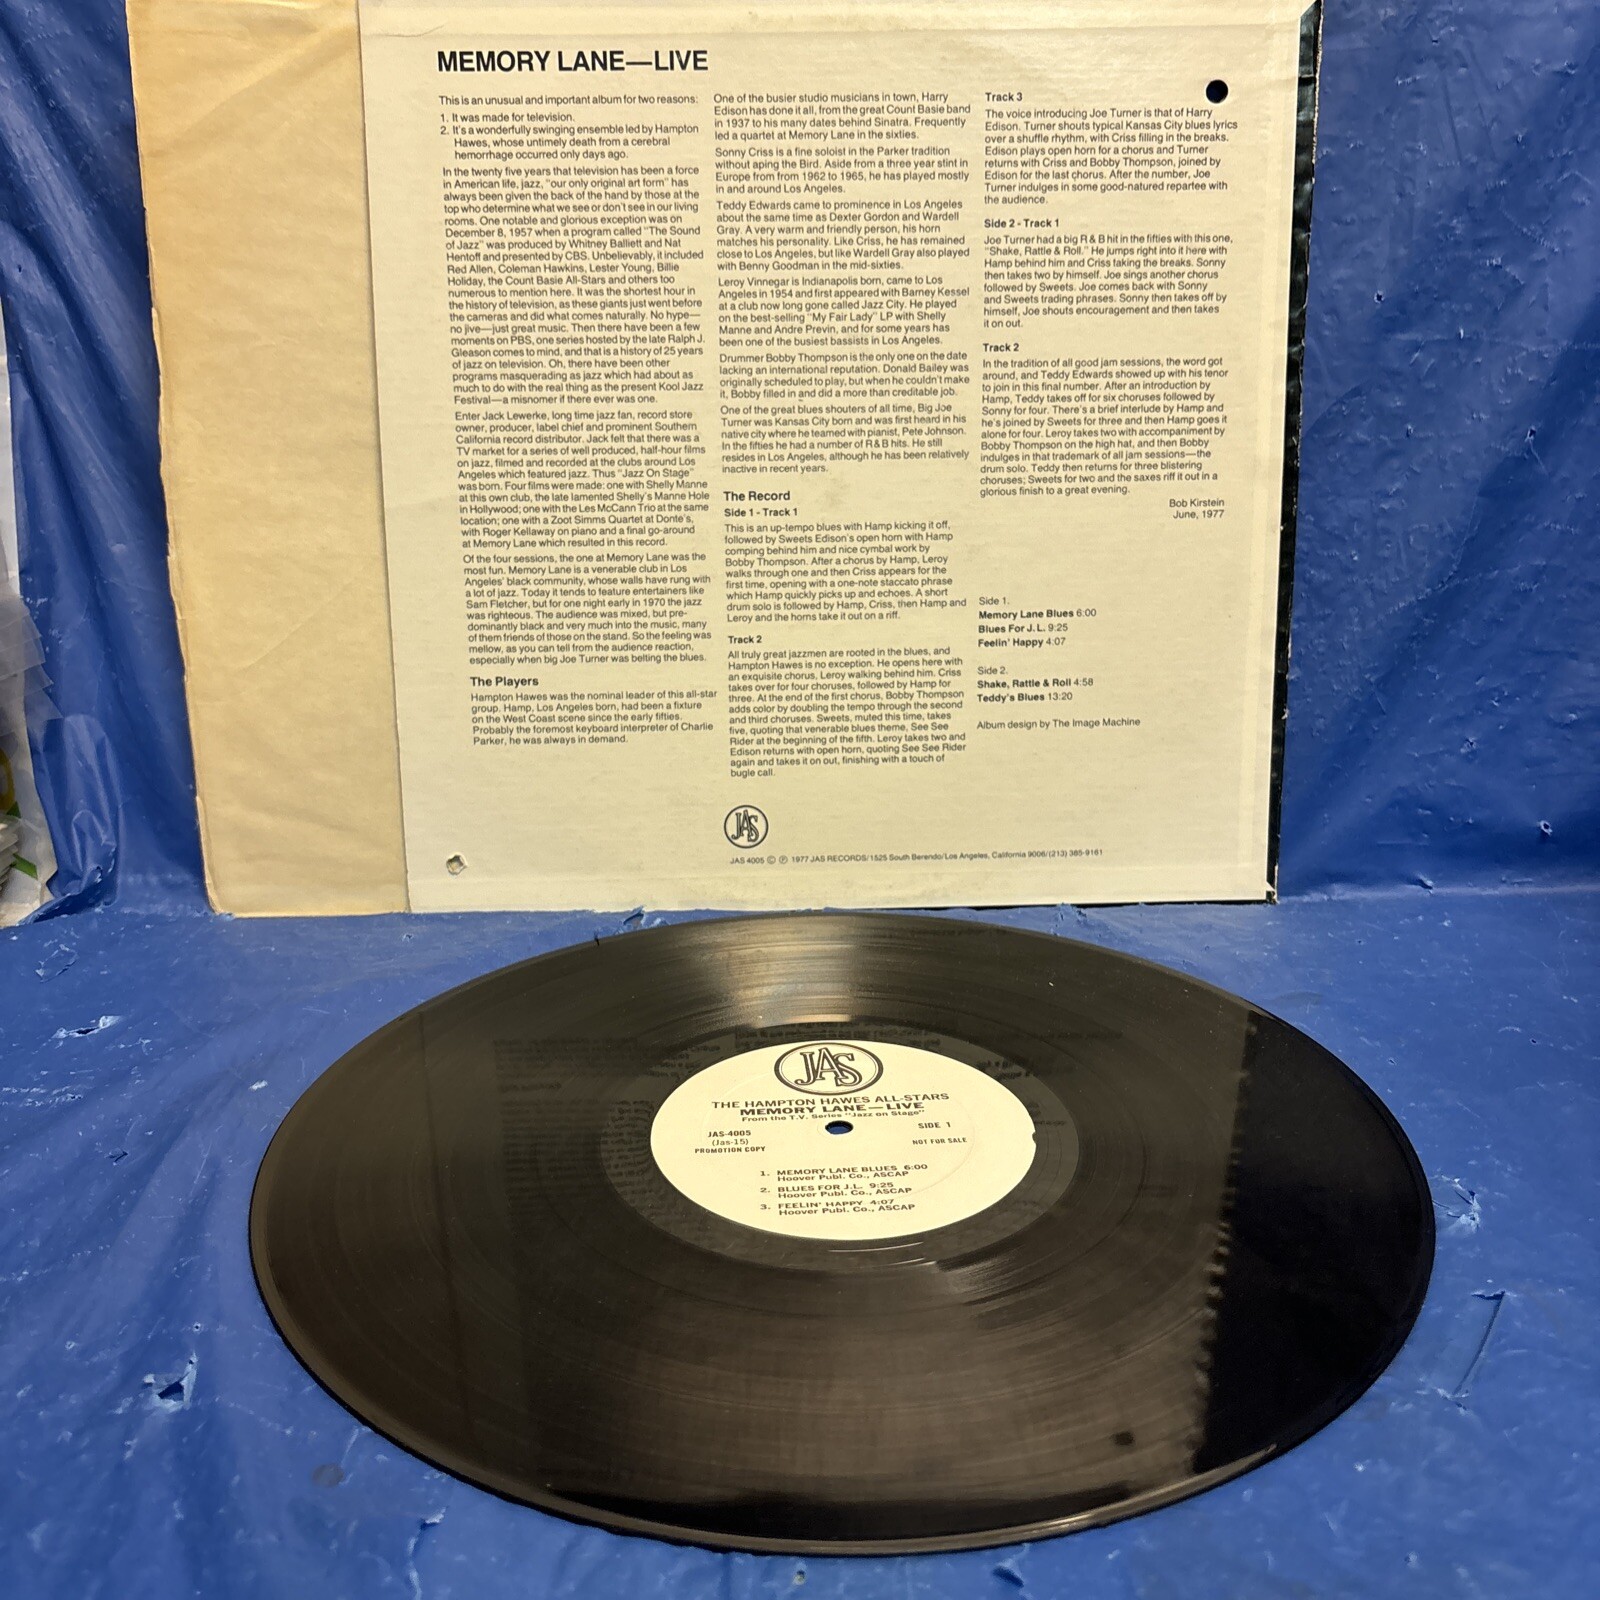 MEMORY LANE—LIVE
This is an unusual and important album for two reasons:
1. It was made for television.
2. It's a wonderfully swinging ensemble led by Hampton
Hawes, whose untimely death from a cerebral
hemorrhage occurred only days ago.
In the twenty five years that television has been a force
in American life, jazz, "our only original art form" has
always been given the back of the hand by those at the
top who determine what we see or don't see in our living
rooms. One notable and glorious exception was on
December 8, 1957 when a program called "The Sound
of Jazz" was produced by Whitney Balliett and Nat
Hentoff and presented by CBS. Unbelievably, it included
Red Allen, Coleman Hawkins, Lester Young, Billie
Holiday, the Count Basie All-Stars and others too
numerous to mention here. It was the shortest hour in
the history of television, as these giants just went before
the cameras and did what comes naturally. No hype—
no jive—just great music. Then there have been a few
moments on PBS, one series hosted by the late Ralph J.
Gleason comes to mind, and that is a history of 25 years
of jazz on television. Oh, there have been other
programs masquerading as jazz which had about as
much to do with the real thing as the present Kool Jazz
Festival—a misnomer if there ever was one.
Enter Jack Lewerke, long time jazz fan, record store
owner, producer, label chief and prominent Southern
California record distributor. Jack felt that there was a
TV market for a series of well produced, half-hour films
on jazz, filmed and recorded at the clubs around Los
Angeles which featured jazz. Thus "Jazz On Stage"
was born. Four films were made: one with Shelly Manne
at this own club, the late lamented Shelly's Manne Hole
in Hollywood; one with the Les McCann Trio at the same
location; one with a Zoot Simms Quartet at Donte's,
with Roger Kellaway on piano and a final go-around
at Memory Lane which resulted in this record.
Of the four sessions, the one at Memory Lane was the
most fun. Memory Lane is a venerable club in Los
Angeles' black community, whose walls have rung with
a lot of jazz. Today it tends to feature entertainers like
Sam Fletcher, but for one night early in 1970 the jazz
was righteous. The audience was mixed, but pre-
dominantly black and very much into the music, many
of them friends of those on the stand. So the feeling was
mellow, as you can tell from the audience reaction,
especially when big Joe Turner was belting the blues.
The Players
Hampton Hawes was the nominal leader of this all-star
group. Hamp, Los Angeles born, had been a fixture
on the West Coast scene since the early fifties.
Probably the foremost keyboard interpreter of Charlie
Parker, he was always in demand.
One of the busier studio musicians in town, Harry
Edison has done it all, from the great Count Basie band
in 1937 to his many dates behind Sinatra. Frequently
led a quartet at Memory Lane in the sixties.
Sonny Criss is a fine soloist in the Parker tradition
without aping the Bird. Aside from a three year stint in
Europe from from 1962 to 1965, he has played mostly
in and around Los Angeles.
Teddy Edwards came to prominence in Los Angeles
about the same time as Dexter Gordon and Wardell
Gray. A very warm and friendly person, his horn
matches his personality. Like Criss, he has remained
close to Los Angeles, but like Wardell Gray also played
with Benny Goodman in the mid-sixties.
Leroy Vinnegar is Indianapolis born, came to Los
Angeles in 1954 and first appeared with Barney Kessel
at a club now long gone called Jazz City. He played
on the best-selling "My Fair Lady" LP with Shelly
Manne and Andre Previn, and for some years has
been one of the busiest bassists in Los Angeles.
Drummer Bobby Thompson is the only one on the date
lacking an international reputation. Donald Bailey was
originally scheduled to play, but when he couldn't make
it, Bobby filled in and did a more than creditable job.
One of the great blues shouters of all time, Big Joe
Turner was Kansas City born and was first heard in his
native city where he teamed with pianist, Pete Johnson.
In the fifties he had a number of R&B hits. He still
resides in Los Angeles, although he has been relatively
inactive in recent years.
The Record
Side 1 - Track 1
This is an up-tempo blues with Hamp kicking it off,
followed by Sweets Edison's open horn with Hamp
comping behind him and nice cymbal work by
Bobby Thompson. After a chorus by Hamp, Leroy
walks through one and then Criss appears for the
first time, opening with a one-note staccato phrase
which Hamp quickly picks up and echoes. A short
drum solo is followed by Hamp, Criss, then Hamp and
Leroy and the horns take it out on a riff.
Track 2
All truly great jazzmen are rooted in the blues, and
Hampton Hawes is no exception. He opens here with
an exquisite chorus, Leroy walking behind him. Criss
takes over for four choruses, followed by Hamp for
three. At the end of the first chorus, Bobby Thompson
adds color by doubling the tempo through the second
and third choruses. Sweets, muted this time, takes
five, quoting that venerable blues theme, See See
Rider at the beginning of the fifth. Leroy takes two and
Edison returns with open horn, quoting See See Rider
again and takes it on out, finishing with a touch of
bugle call.
Track 3
The voice introducing Joe Turner is that of Harry
Edison. Turner shouts typical Kansas City blues lyrics
over a shuffle rhythm, with Criss filling in the breaks.
Edison plays open horn for a chorus and Turner
returns with Criss and Bobby Thompson, joined by
Edison for the last chorus. After the number, Joe
Turner indulges in some good-natured repartee with
the audience.
Side 2 - Track 1
Joe Turner had a big R & B hit in the fifties with this one,
"Shake, Rattle & Roll." He jumps right into it here with
Hamp behind him and Criss taking the breaks. Sonny
then takes two by himself. Joe sings another chorus
followed by Sweets. Joe comes back with Sonny
and Sweets trading phrases. Sonny then takes off by
himself, Joe shouts encouragement and then takes
it on out.
Track 2
In the tradition of all good jam sessions, the word got
around, and Teddy Edwards showed up with his tenor
to join in this final number. After an introduction by
Hamp, Teddy takes off for six choruses followed by
Sonny for four. There's a brief interlude by Hamp and
he's joined by Sweets for three and then Hamp goes it
alone for four. Leroy takes two with accompaniment by
Bobby Thompson on the high hat, and then Bobby
indulges in that trademark of all jam sessions—the
drum solo. Teddy then returns for three blistering
choruses; Sweets for two and the saxes riff it out in a
glorious finish to a great evening.
Bob Kirstein
June, 1977
Side 1.
Memory Lane Blues 6:00
Blues For J.L. 9:25
Feelin' Happy 4:07
Side 2.
Shake, Rattle & Roll 4:58
Teddy's Blues 13:20
Album design by The Image Machine
JAS
JAS 4005 © ℗ 1977 JAS RECORDS/1525 South Berendo/Los Angeles, California 9006/(213) 385-9161
JAS
THE HAMPTON HAWES ALL-STARS
MEMORY LANE—LIVE
From the T.V. Series "Jazz on Stage"
JAS-4005
(Jas-15)
PROMOTION COPY
SIDE 1
NOT FOR SALE
1. MEMORY LANE BLUES 6:00
Hoover Publ. Co., ASCAP
2. BLUES FOR J.L. 9:25
Hoover Publ. Co., ASCAP
3. FEELIN' HAPPY 4:07
Hoover Publ. Co., ASCAP